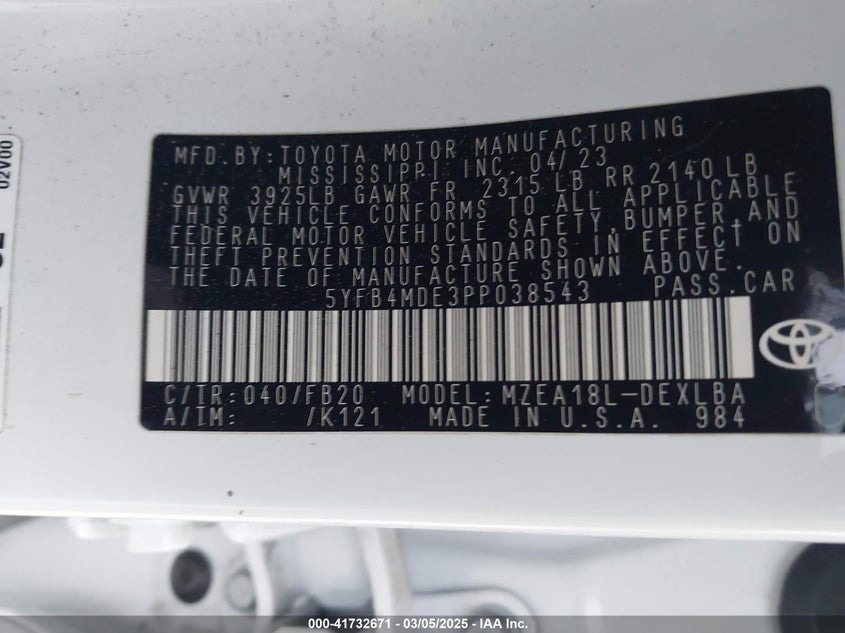 MFD.BY:TOYOTA MOTOR MANUFACTURING
MISSISSIPPI INC. 04/23
GVWR 3925LB GAWR FR 2315LB RR 2140LB
THIS VEHICLE CONFORMS TO ALL APPLICABLE
FEDERAL MOTOR VEHICLE SAFETY,BUMPER,AND
THEFT PREVENTION STANDARDS IN EFFECT ON
THE DATE OF MANUFACTURE SHOWN ABOVE.
5YFB4MDE3PP038543 PASS.CAR
C/TR:040/FB20 MODEL:MZEA18L-DEXLBA
A/TM: /K121 MADE IN U.S.A. 984
02V00
000-41732671 - 03/05/2025 - IAA Inc.